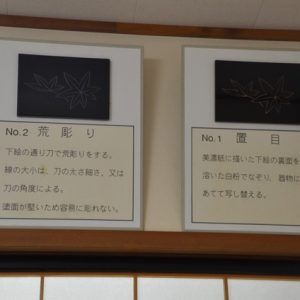 No.2 荒彫り
下絵の通り刀で荒彫りをする。
線の大小は、刀の太さ細さ、又は
刀の角度による。
塗面が堅いため容易に彫れない。
No.1 置目
美濃紙に描いた下絵の裏面を
溶いた白粉でなぞり、器物に
あてて写し替える。